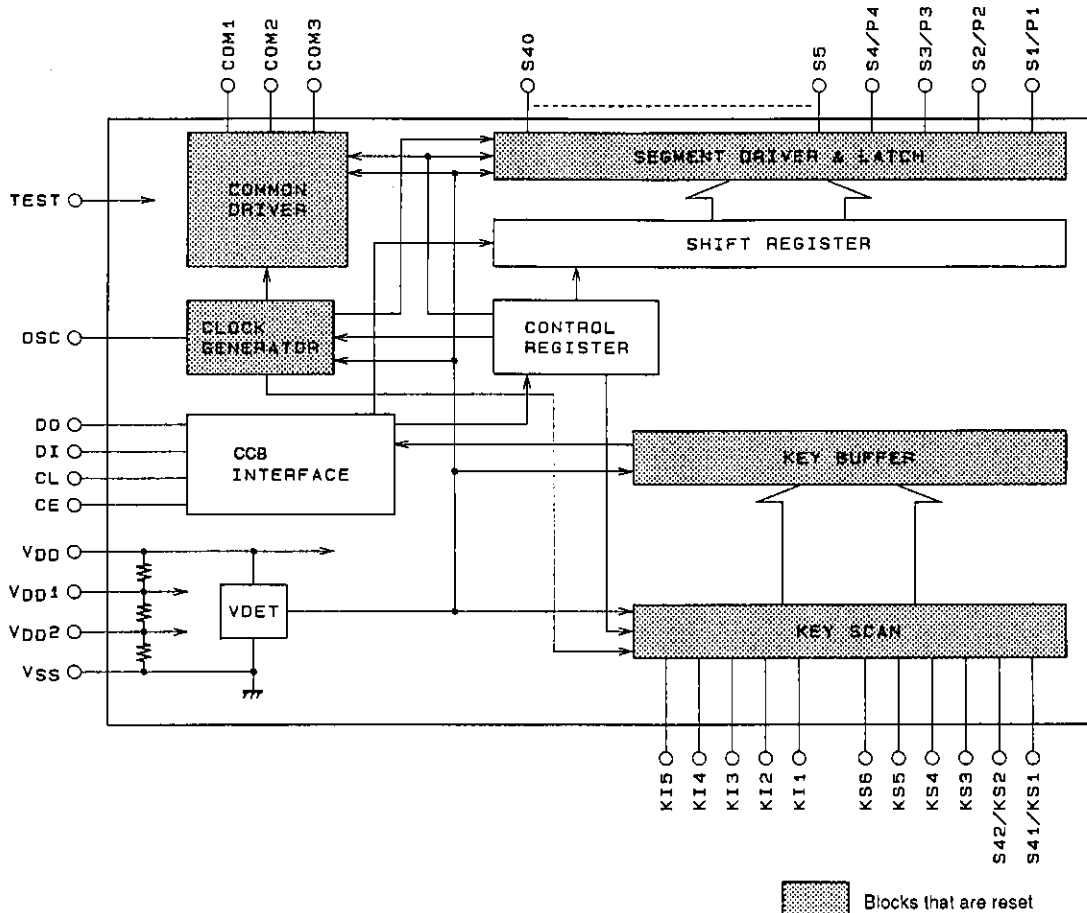 COM1
COM2
COM3
S40
S5
S4/P4
S3/P3
S2/P2
S1/P1
TEST
COMMON
DRIVER
SEGMENT DRIVER & LATCH
SHIFT REGISTER
OSC
CLOCK
GENERATOR
CONTROL
REGISTER
DO
DI
CL
CE
CCB
INTERFACE
KEY BUFFER
VDD
VDD1
VDD2
VSS
VDET
KEY SCAN
KI5
KI4
KI3
KI2
KI1
KS6
KS5
KS4
KS3
S42/KS2
S41/KS1
Blocks that are reset